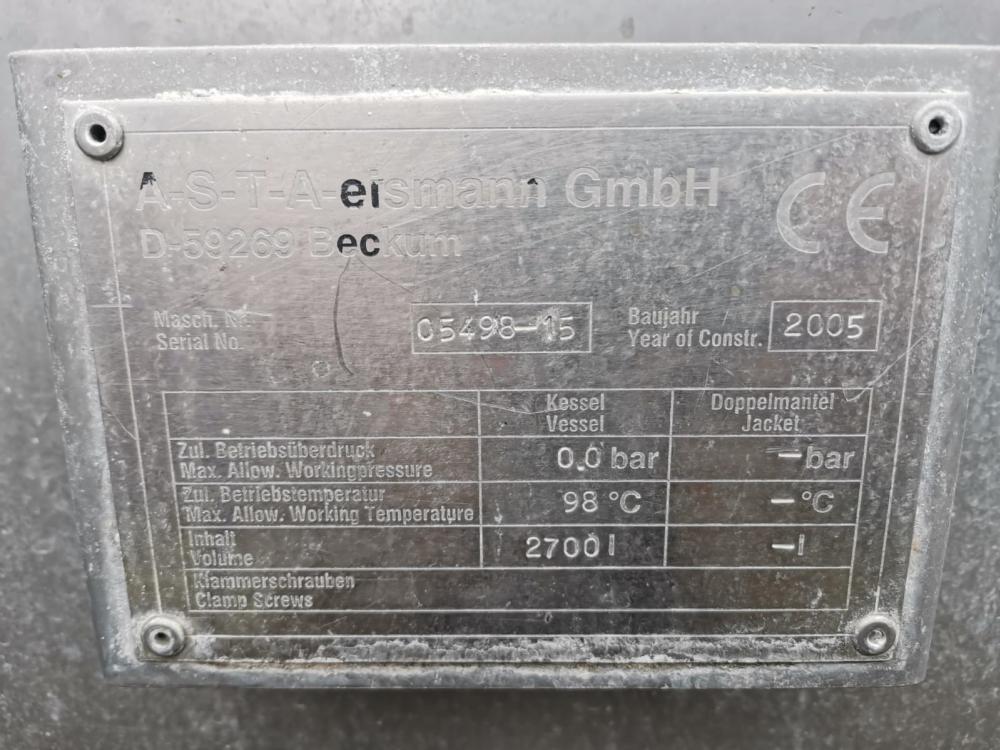 A-S-T-A-eismann GmbH
D-59269 Beckum
CE
Masch. Nr.
Serial No.
05498-15
Baujahr
Year of Constr.
2005
Kessel
Vessel
Doppelmantel
Jacket
Zul. Betriebsüberdruck
Max. Allow. Workingpressure
0.0 bar
- bar
Zul. Betriebstemperatur
Max. Allow. Working Temperature
98 °C
- °C
Inhalt
Volume
2700 l
- l
Klammerschrauben
Clamp Screws